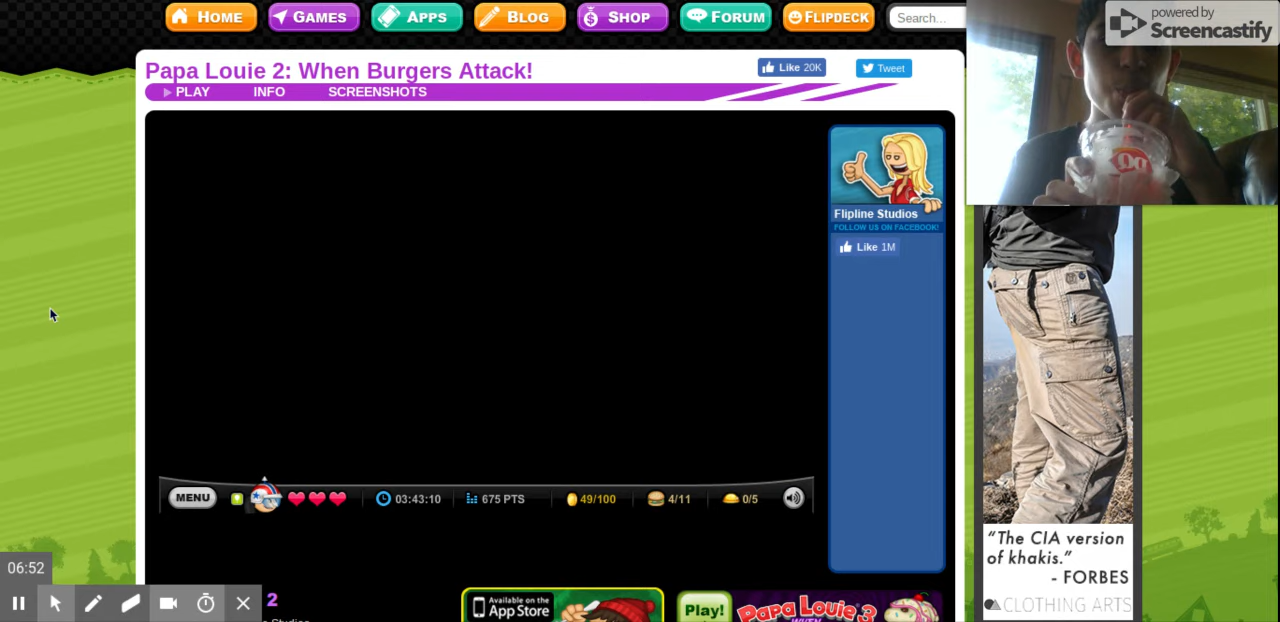 HOME GAMES APPS BLOG SHOP FORUM FLIPDECK Search...
powered by
Screencastify
Papa Louie 2: When Burgers Attack!
Like 20K
Tweet
PLAY INFO SCREENSHOTS
DQ
Flipline Studios
FOLLOW US ON FACEBOOK!
Like 1M
MENU 03:43:10 675 PTS 49/100 4/11 0/5
"The CIA version
of khakis."
- FORBES
CLOTHING ARTS
06:52
2
Studios
Available on the
App Store
Play!
Papa Louie 3
WHEN